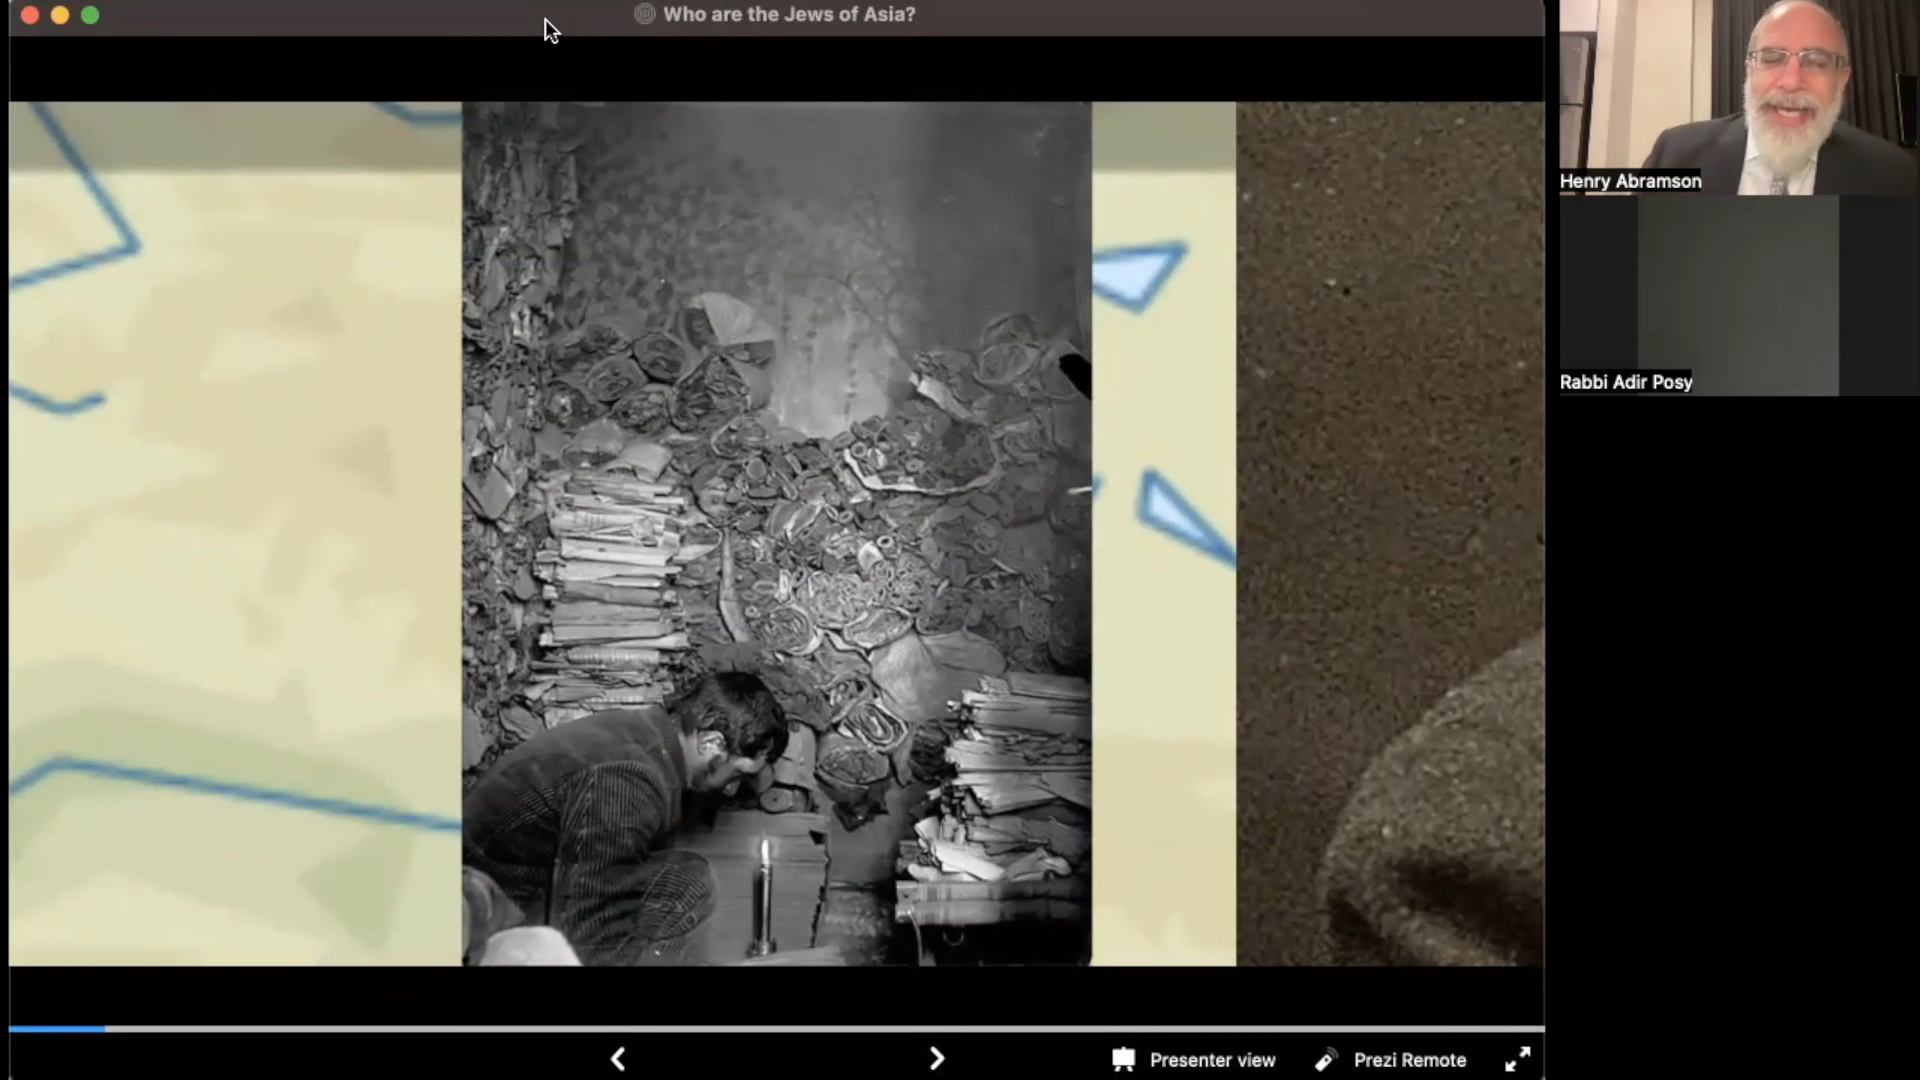 Who are the Jews of Asia?
Henry Abramson
Rabbi Adir Posy
Presenter view
Prezi Remote